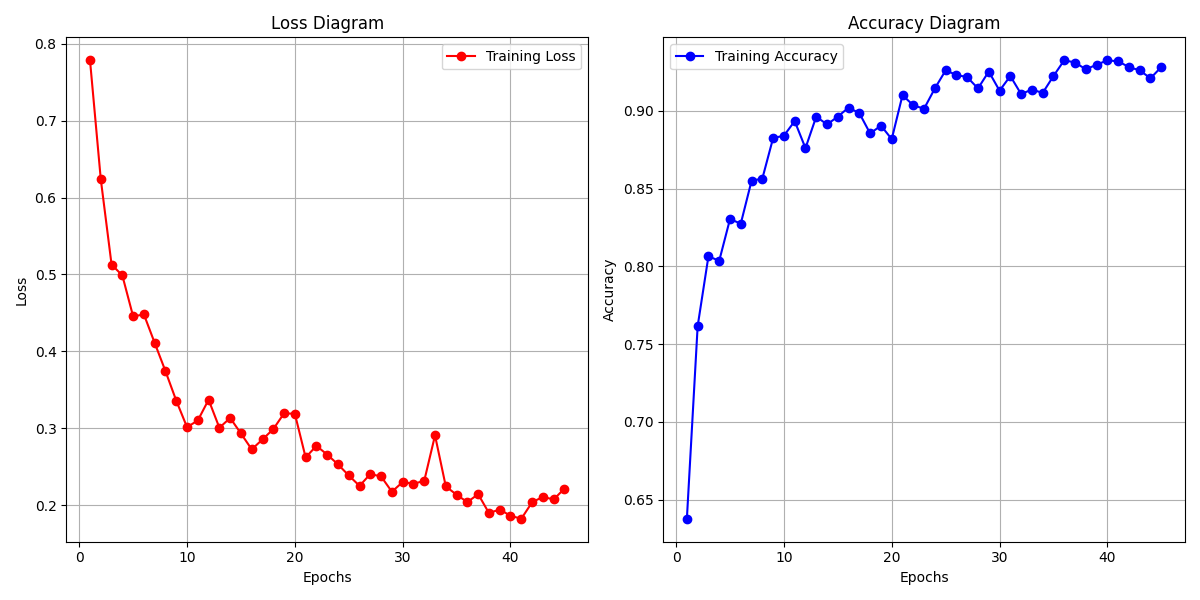 Loss Diagram
Training Loss
Loss
0.8
0.7
0.6
0.5
0.4
0.3
0.2
0 10 20 30 40
Epochs
Accuracy Diagram
Training Accuracy
Accuracy
0.90
0.85
0.80
0.75
0.70
0.65
0 10 20 30 40
Epochs